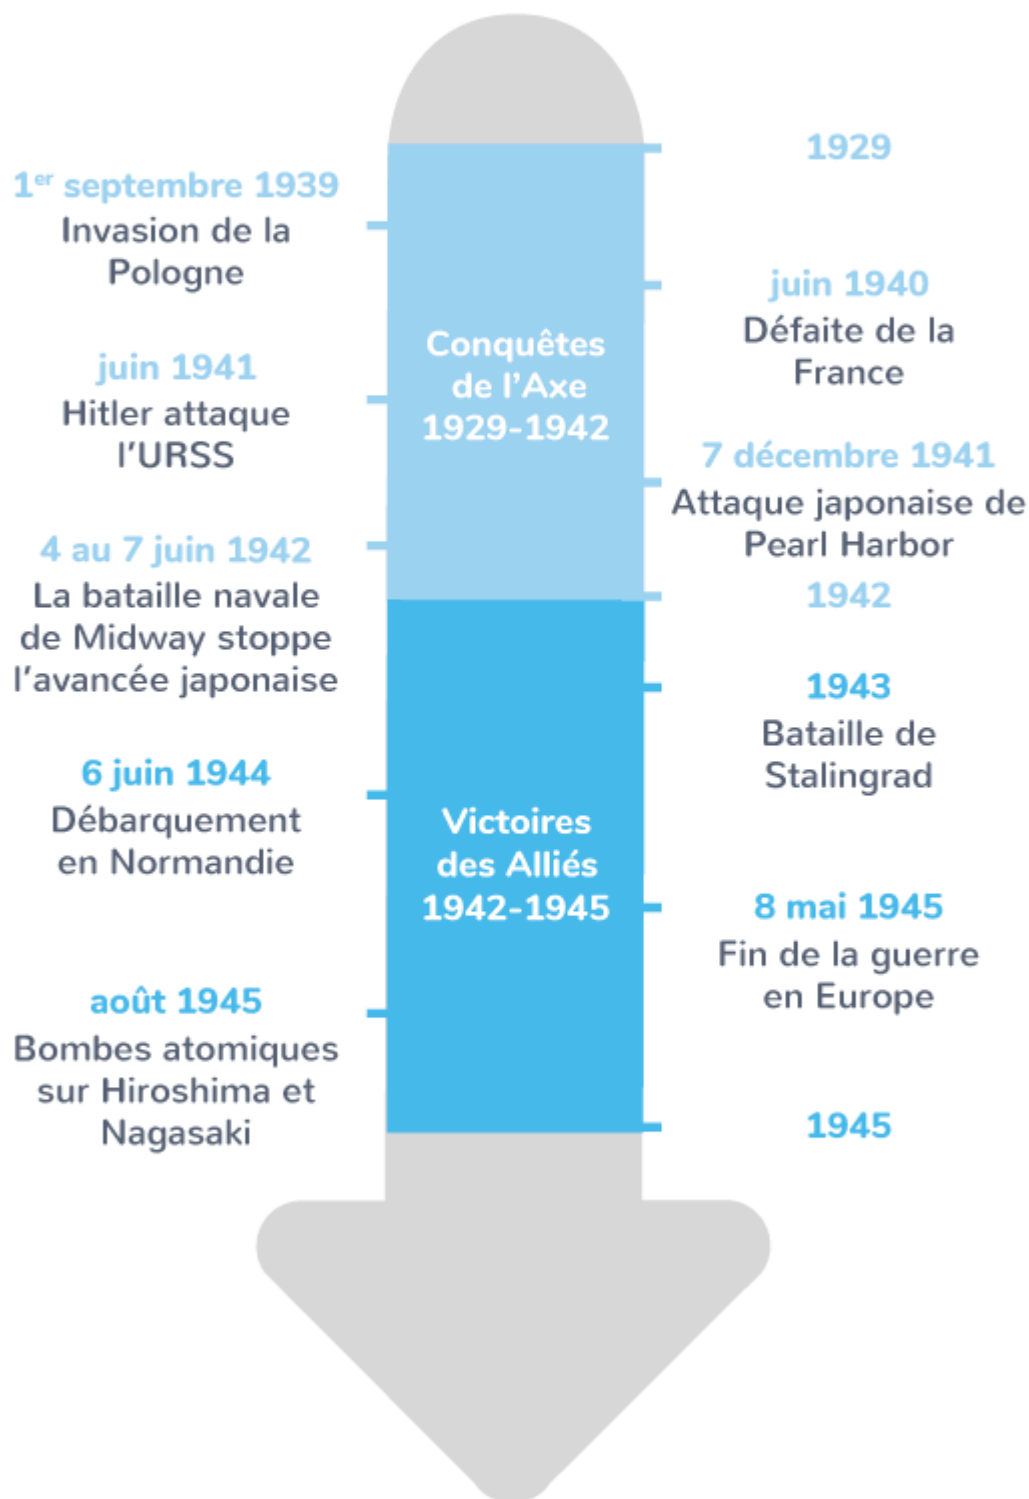 1929
1er septembre 1939
Invasion de la
Pologne
juin 1940
Défaite de la
France
Conquêtes
de l'Axe
1929-1942
juin 1941
Hitler attaque
l'URSS
7 décembre 1941
Attaque japonaise de
Pearl Harbor
4 au 7 juin 1942
La bataille navale
de Midway stoppe
l'avancée japonaise
1942
1943
Bataille de
Stalingrad
6 juin 1944
Débarquement
en Normandie
Victoires
des Alliés
1942-1945
8 mai 1945
Fin de la guerre
en Europe
août 1945
Bombes atomiques
sur Hiroshima et
Nagasaki
1945